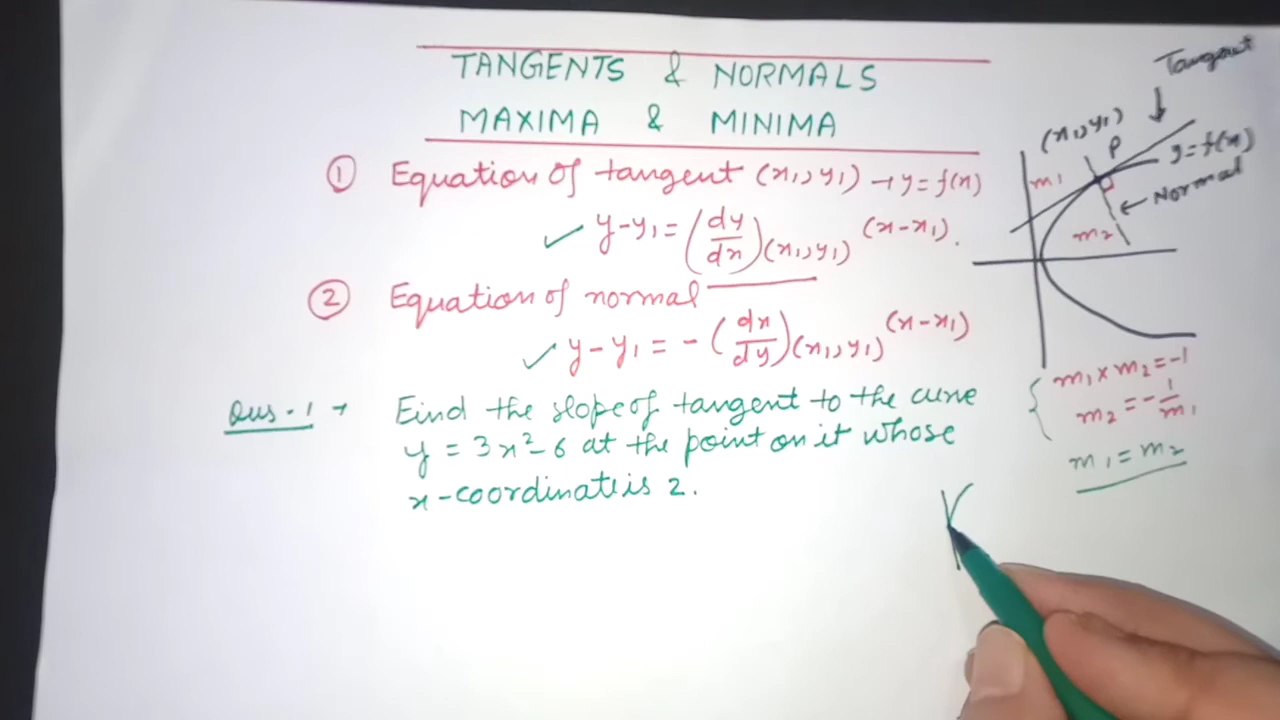 TANGENTS & NORMALS
MAXIMA & MINIMA
① Equation of tangent (x1,y1) → y=f(x)
✓ y-y1=(dy/dx)(x1,y1) (x-x1).
② Equation of normal
✓ y-y1=-(dx/dy)(x1,y1) (x-x1)
Qus.1 → Find the slope of tangent to the curve
y = 3x²-6 at the point on it whose
x-coordinate is 2.
Tangent
(x1,y1)
P
y=f(x)
m1
← Normal
m2
m1×m2=-1
m2=-1/m1
m1=m2